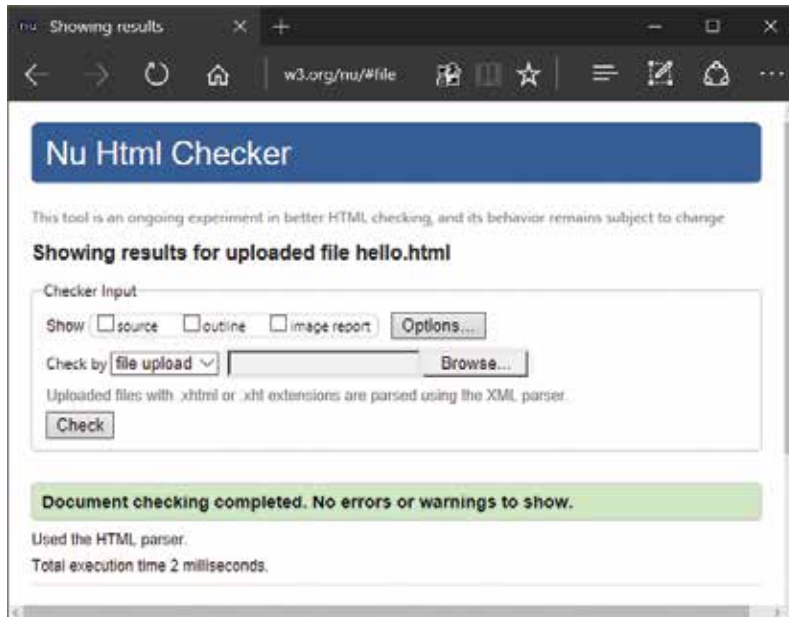 nu Showing results
w3.org/nu/#file
Nu Html Checker
This tool is an ongoing experiment in better HTML checking, and its behavior remains subject to change
Showing results for uploaded file hello.html
Checker Input
Show source outline image report Options...
Check by file upload Browse...
Uploaded files with .xhtml or .xht extensions are parsed using the XML parser.
Check
Document checking completed. No errors or warnings to show.
Used the HTML parser.
Total execution time 2 milliseconds.